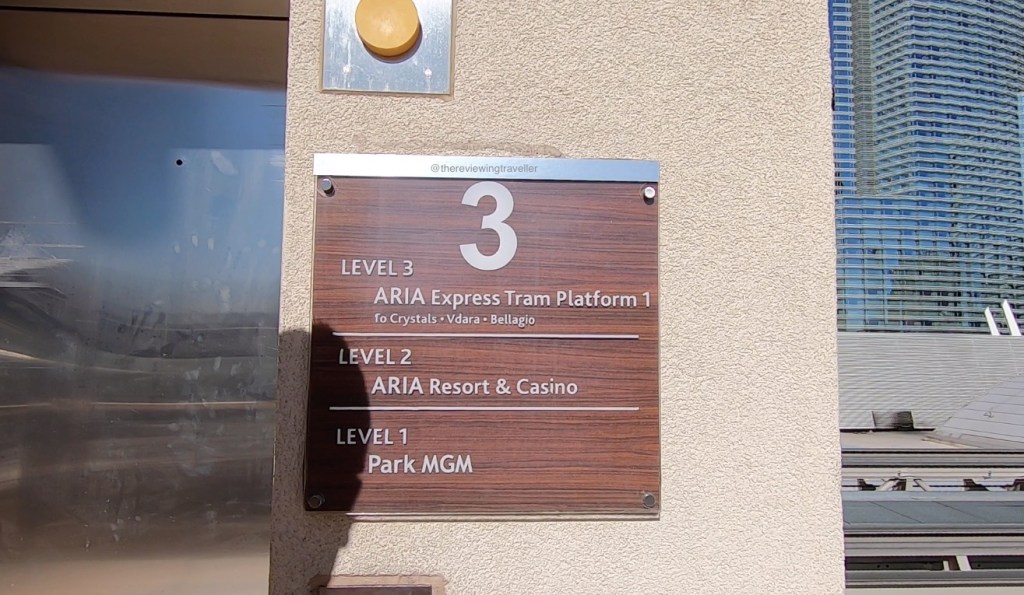 @thereviewingtraveller
3
LEVEL 3
ARIA Express Tram Platform 1
To Crystals • Vdara • Bellagio
LEVEL 2
ARIA Resort & Casino
LEVEL 1
Park MGM